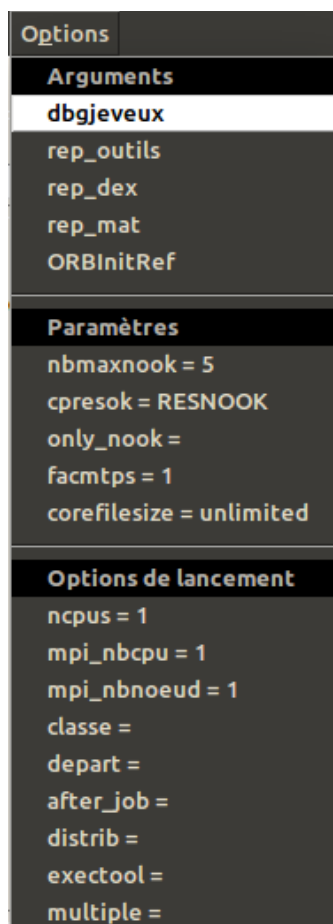 Options
Arguments
dbgjeveux
rep_outils
rep_dex
rep_mat
ORBInitRef
Paramètres
nbmaxnook = 5
cpresok = RESNOOK
only_nook =
facmtps = 1
corefilesize = unlimited
Options de lancement
ncpus = 1
mpi_nbcpu = 1
mpi_nbnoeud = 1
classe =
depart =
after_job =
distrib =
exectool =
multiple =